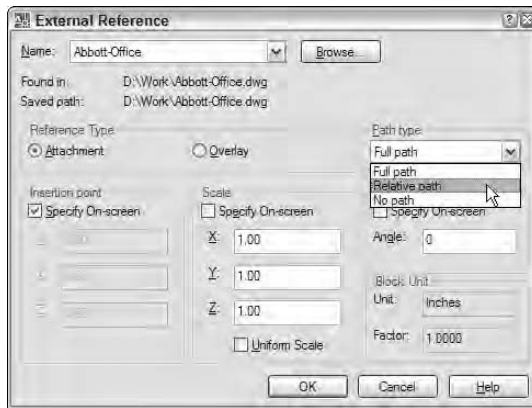 External Reference
Name: Abbott-Office Browse...
Found in: D:\Work\Abbott-Office.dwg
Saved path: D:\Work\Abbott-Office.dwg
Reference Type
Attachment Overlay
Path type:
Full path
Full path
Relative path
No path
Insertion point
Specify On-screen
Scale
Specify On-screen
X: 1.00
Y: 1.00
Z: 1.00
Uniform Scale
Specify On-screen
Angle: 0
Block Unit
Unit: Inches
Factor: 1.0000
OK Cancel Help